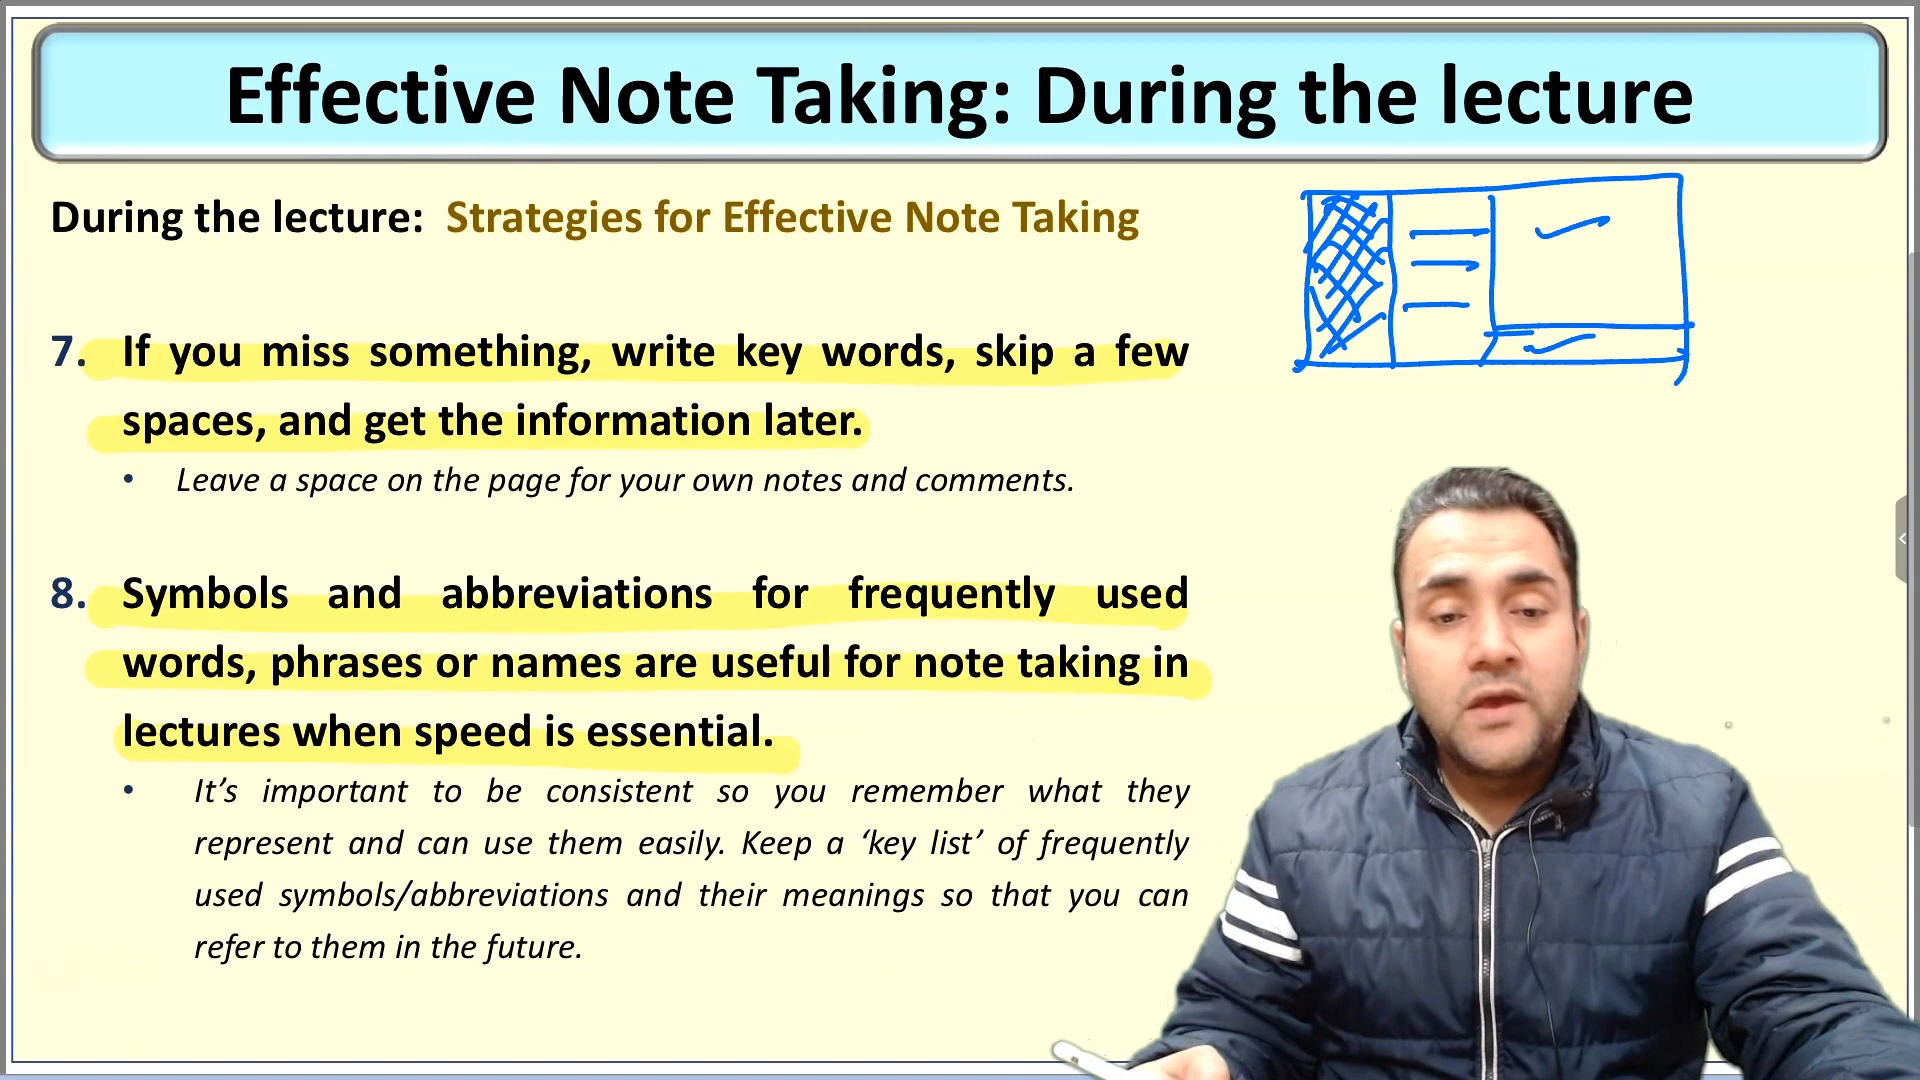 Effective Note Taking: During the lecture
During the lecture: Strategies for Effective Note Taking
7. If you miss something, write key words, skip a few
spaces, and get the information later.
• Leave a space on the page for your own notes and comments.
8. Symbols and abbreviations for frequently used
words, phrases or names are useful for note taking in
lectures when speed is essential.
• It’s important to be consistent so you remember what they
represent and can use them easily. Keep a ‘key list’ of frequently
used symbols/abbreviations and their meanings so that you can
refer to them in the future.